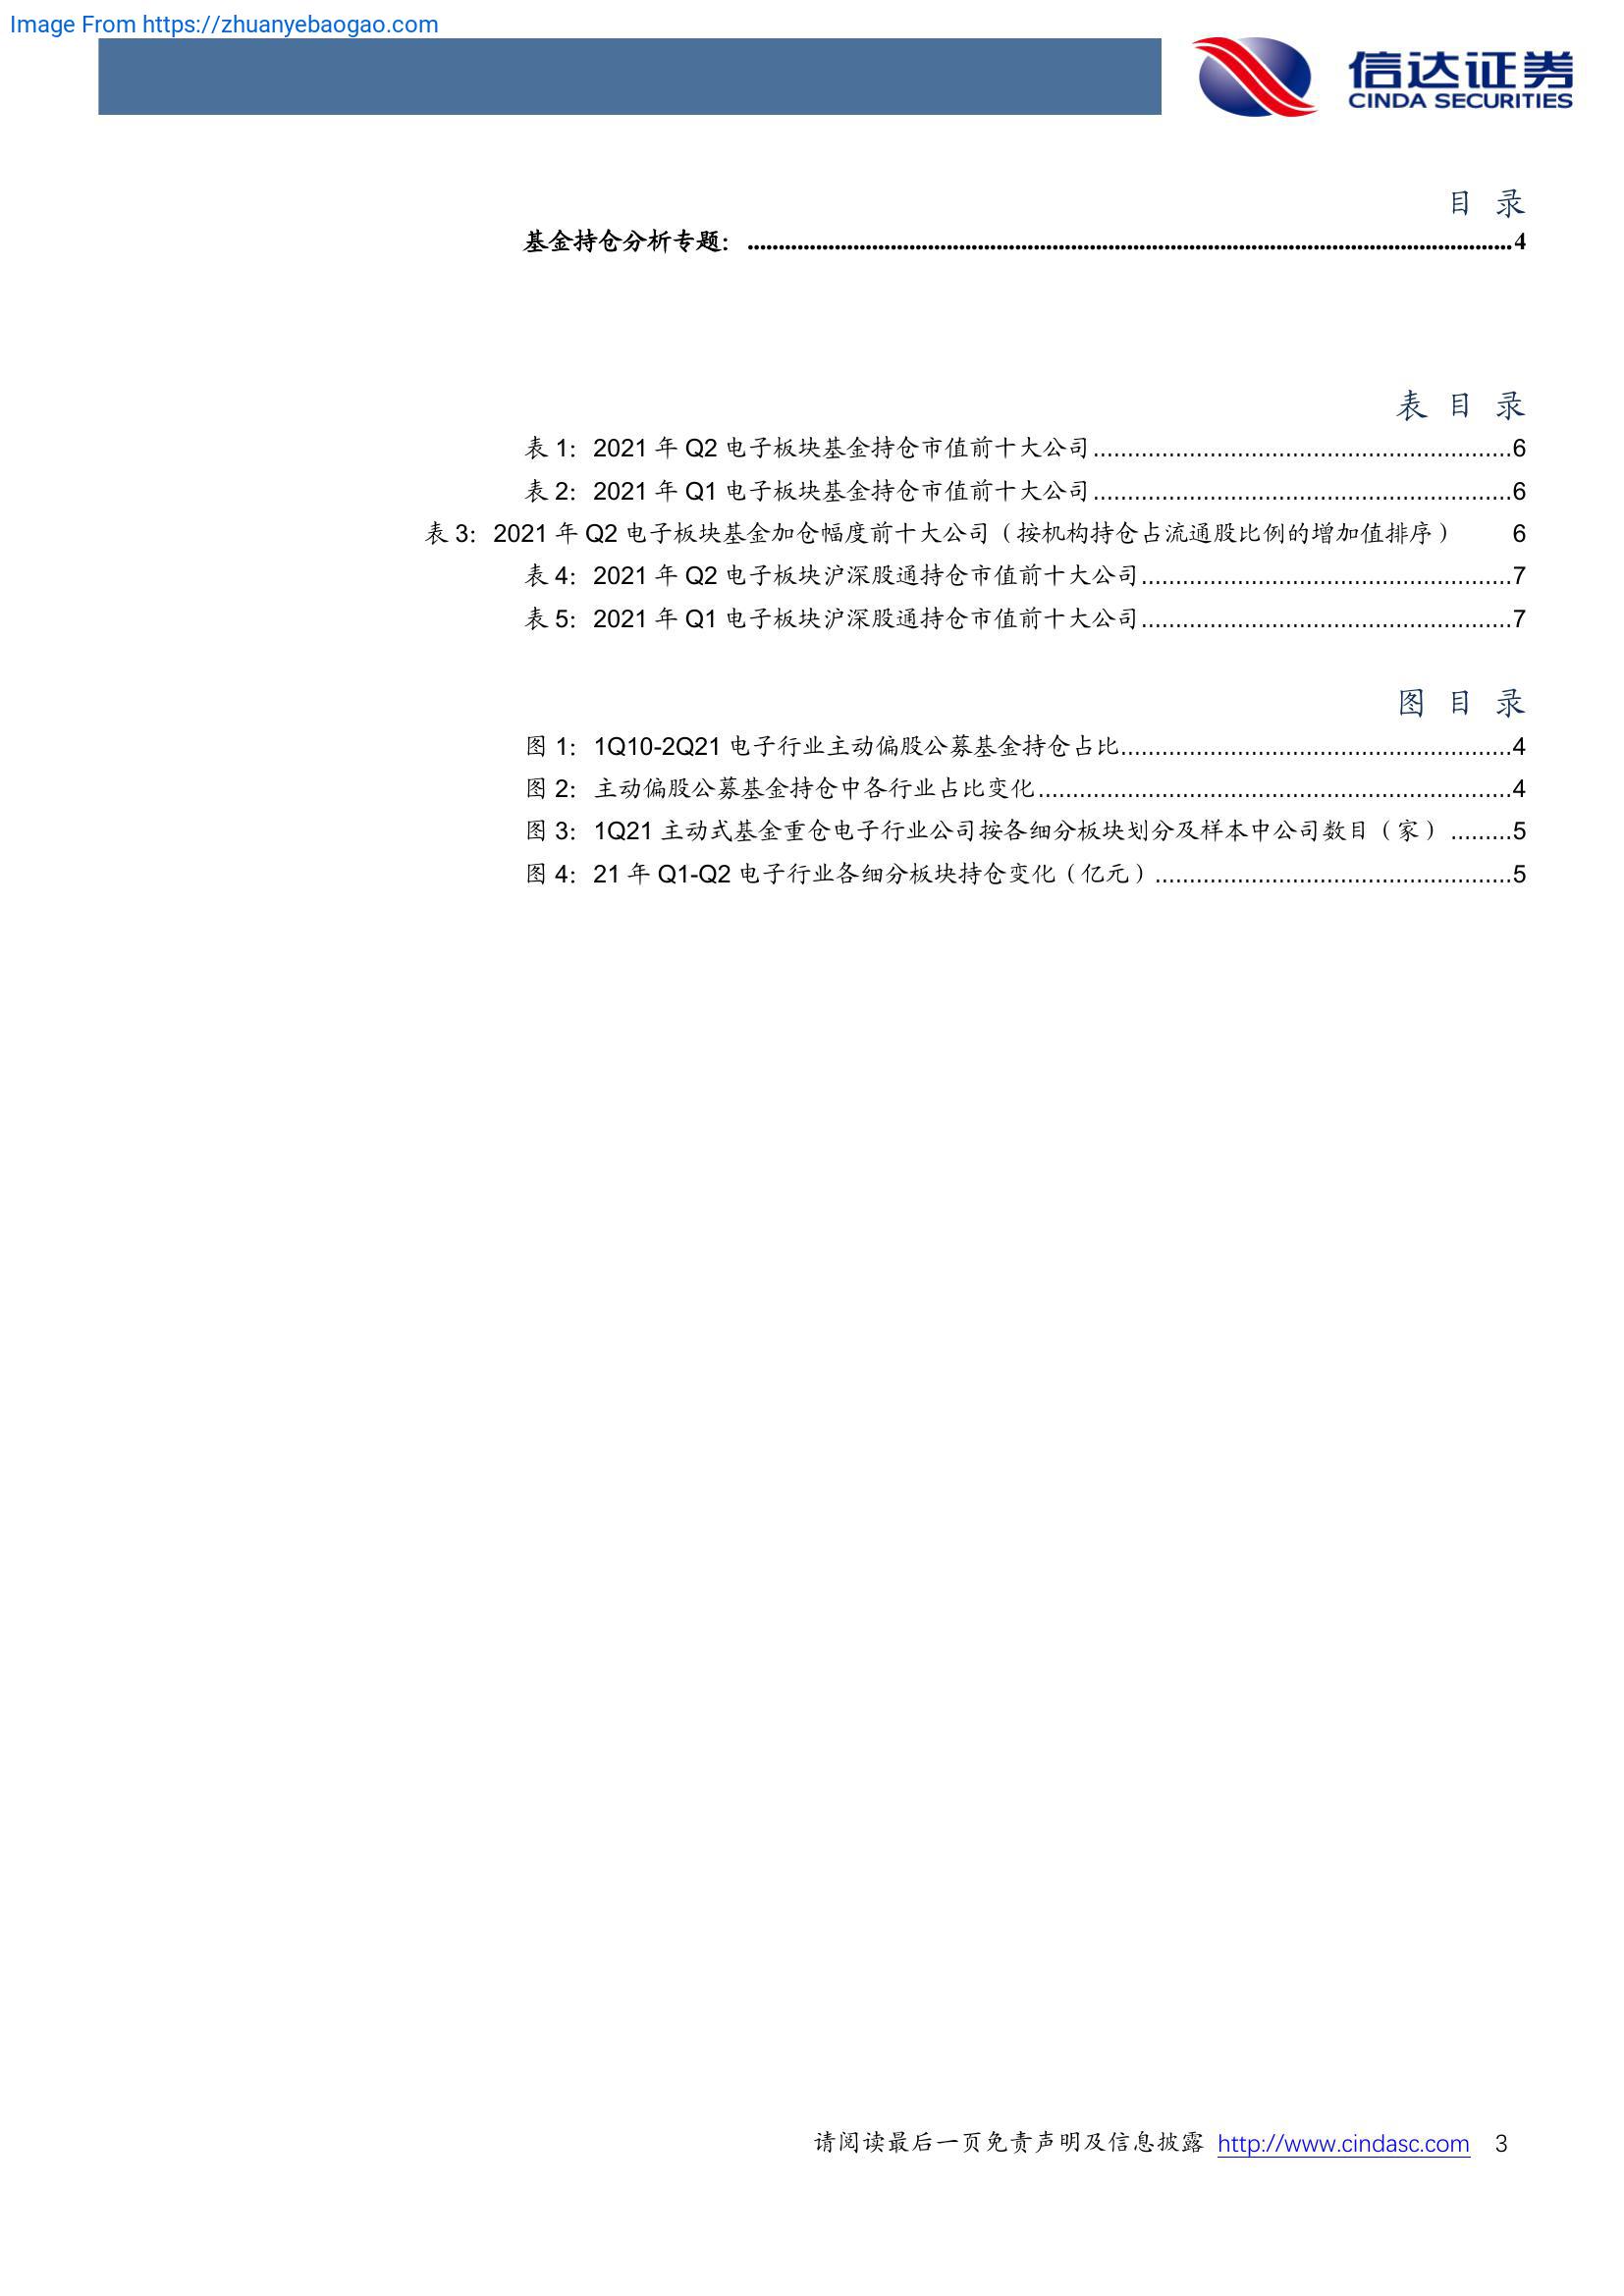 Image From https://zhuanyebaogao.com
信达证券
CINDA SECURITIES
目 录
基金持仓分析专题: ................................................................................4
表 目 录
表 1: 2021 年 Q2 电子板块基金持仓市值前十大公司............................................................6
表 2: 2021 年 Q1 电子板块基金持仓市值前十大公司............................................................6
表 3: 2021 年 Q2 电子板块基金加仓幅度前十大公司（按机构持仓占流通股比例的增加值排序） 6
表 4: 2021 年 Q2 电子板块沪深股通持仓市值前十大公司......................................................7
表 5: 2021 年 Q1 电子板块沪深股通持仓市值前十大公司......................................................7
图 目 录
图 1: 1Q10-2Q21 电子行业主动偏股公募基金持仓占比.........................................................4
图 2: 主动偏股公募基金持仓中各行业占比变化.....................................................................4
图 3: 1Q21 主动式基金重仓电子行业公司按各细分板块划分及样本中公司数目（家） .........5
图 4: 21 年 Q1-Q2 电子行业各细分板块持仓变化（亿元）....................................................5
请阅读最后一页免责声明及信息披露 http://www.cindasc.com 3